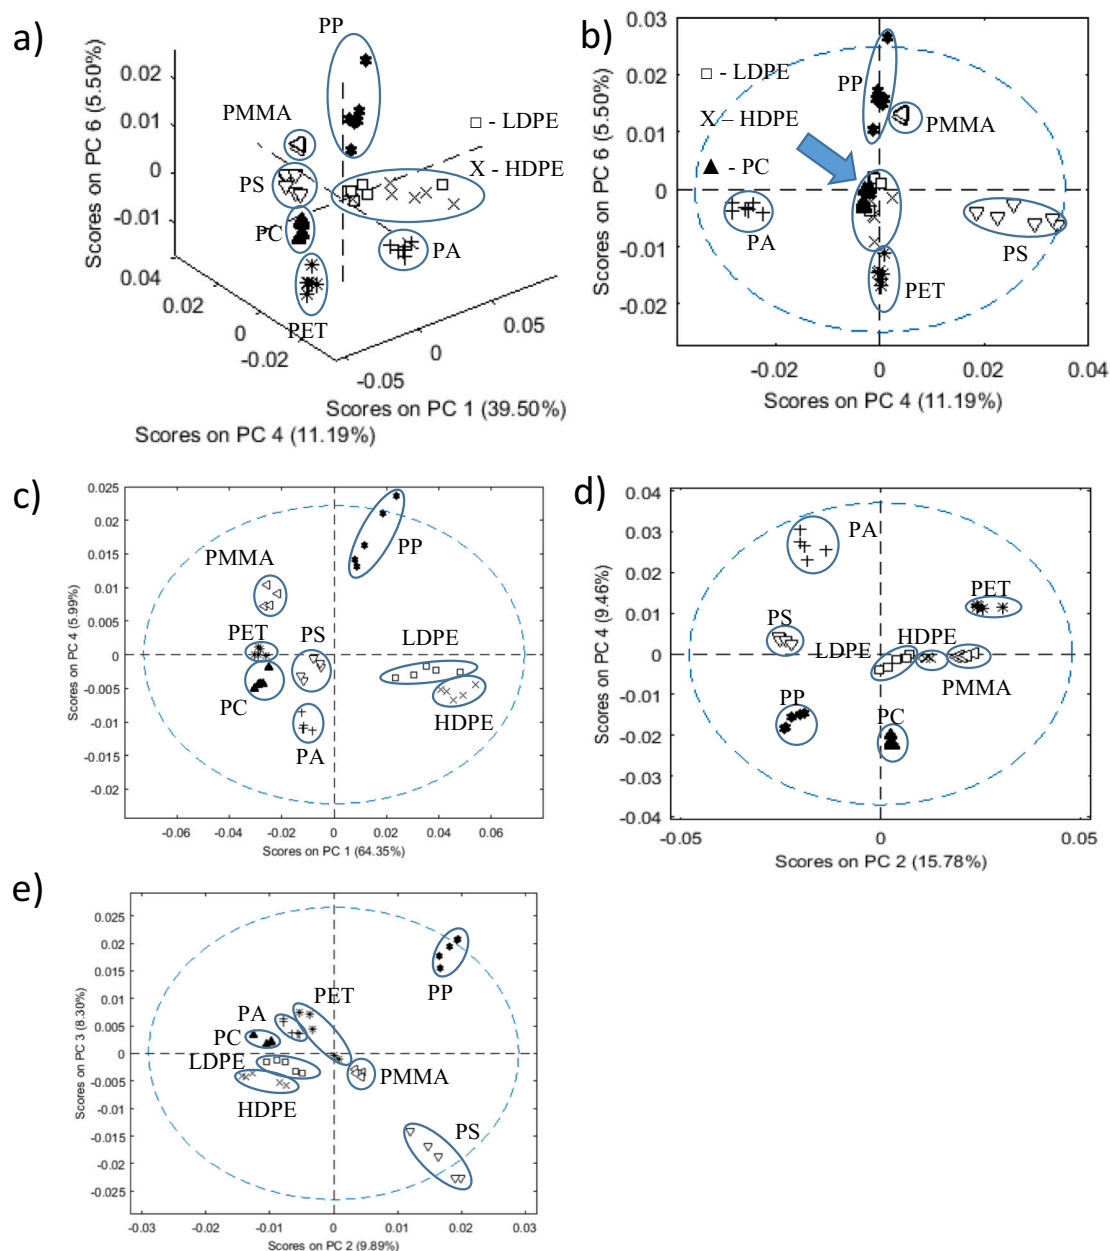 a)
PP
0.02
0.01
0
-0.01
0.04
0.02
0
-0.02
-0.05
0
0.05
Scores on PC 6 (5.50%)
PMMA
PS
PC
PET
PA
□ - LDPE
X - HDPE
Scores on PC 1 (39.50%)
Scores on PC 4 (11.19%)
b)
0.03
0.02
0.01
0
-0.01
-0.02
Scores on PC 6 (5.50%)
□ - LDPE
X – HDPE
▲ - PC
PP
PMMA
PA
PS
PET
-0.02
0
0.02
0.04
Scores on PC 4 (11.19%)
c)
0.025
0.02
0.015
0.01
0.005
0
-0.005
-0.01
-0.015
-0.02
Scores on PC 4 (5.99%)
PP
PMMA
PET
PS
LDPE
PC
HDPE
PA
-0.06
-0.04
-0.02
0
0.02
0.04
0.06
Scores on PC 1 (64.35%)
d)
0.04
0.03
0.02
0.01
0
-0.01
-0.02
-0.03
-0.04
Scores on PC 4 (9.46%)
PA
PET
PS
LDPE
HDPE
PMMA
PP
PC
-0.05
0
0.05
Scores on PC 2 (15.78%)
e)
0.025
0.02
0.015
0.01
0.005
0
-0.005
-0.01
-0.015
-0.02
-0.025
Scores on PC 3 (8.30%)
PP
PET
PA
PC
LDPE
PMMA
HDPE
PS
-0.03
-0.02
-0.01
0
0.01
0.02
0.03
Scores on PC 2 (9.89%)